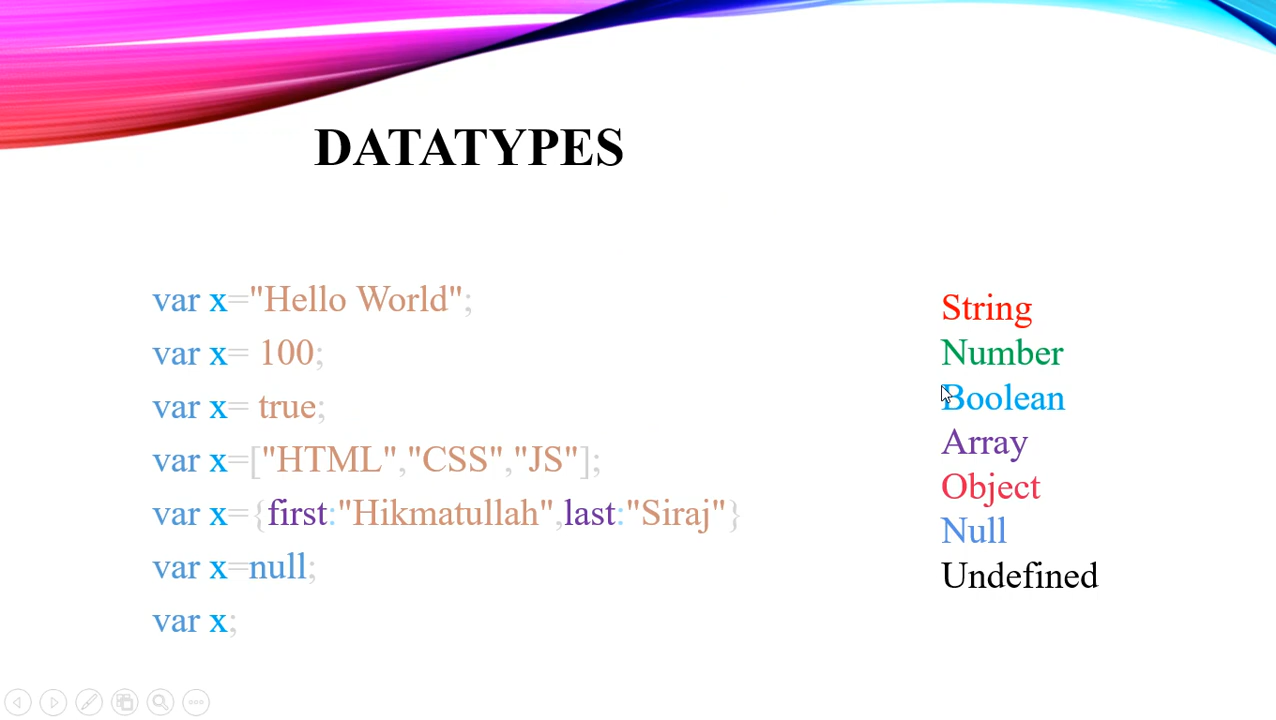 DATATYPES
var x="Hello World";
var x= 100;
var x= true;
var x=["HTML","CSS","JS"];
var x={first:"Hikmatullah",last:"Siraj"}
var x=null;
var x;
String
Number
Boolean
Array
Object
Null
Undefined